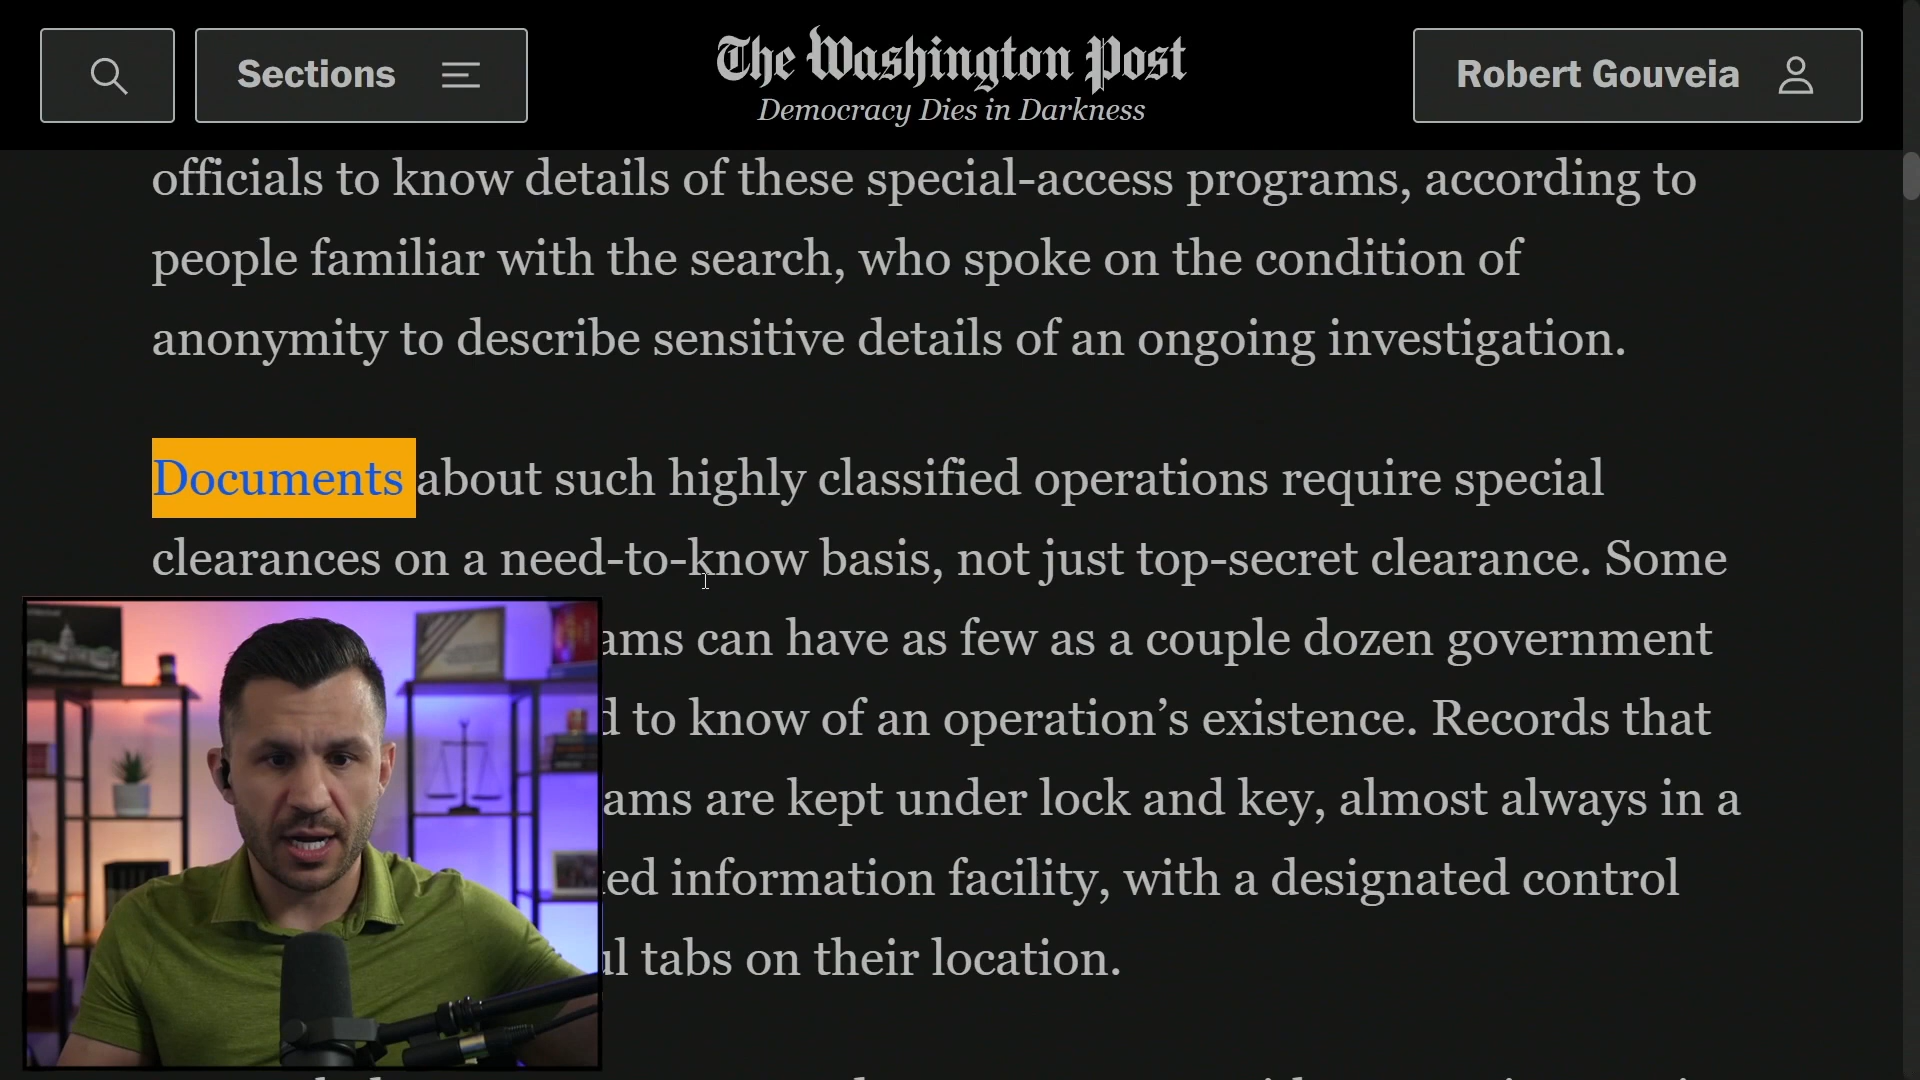 Sections
The Washington Post
Democracy Dies in Darkness
Robert Gouveia
officials to know details of these special-access programs, according to
people familiar with the search, who spoke on the condition of
anonymity to describe sensitive details of an ongoing investigation.
Documents about such highly classified operations require special
clearances on a need-to-know basis, not just top-secret clearance. Some
ams can have as few as a couple dozen government
d to know of an operation’s existence. Records that
ams are kept under lock and key, almost always in a
ted information facility, with a designated control
ul tabs on their location.